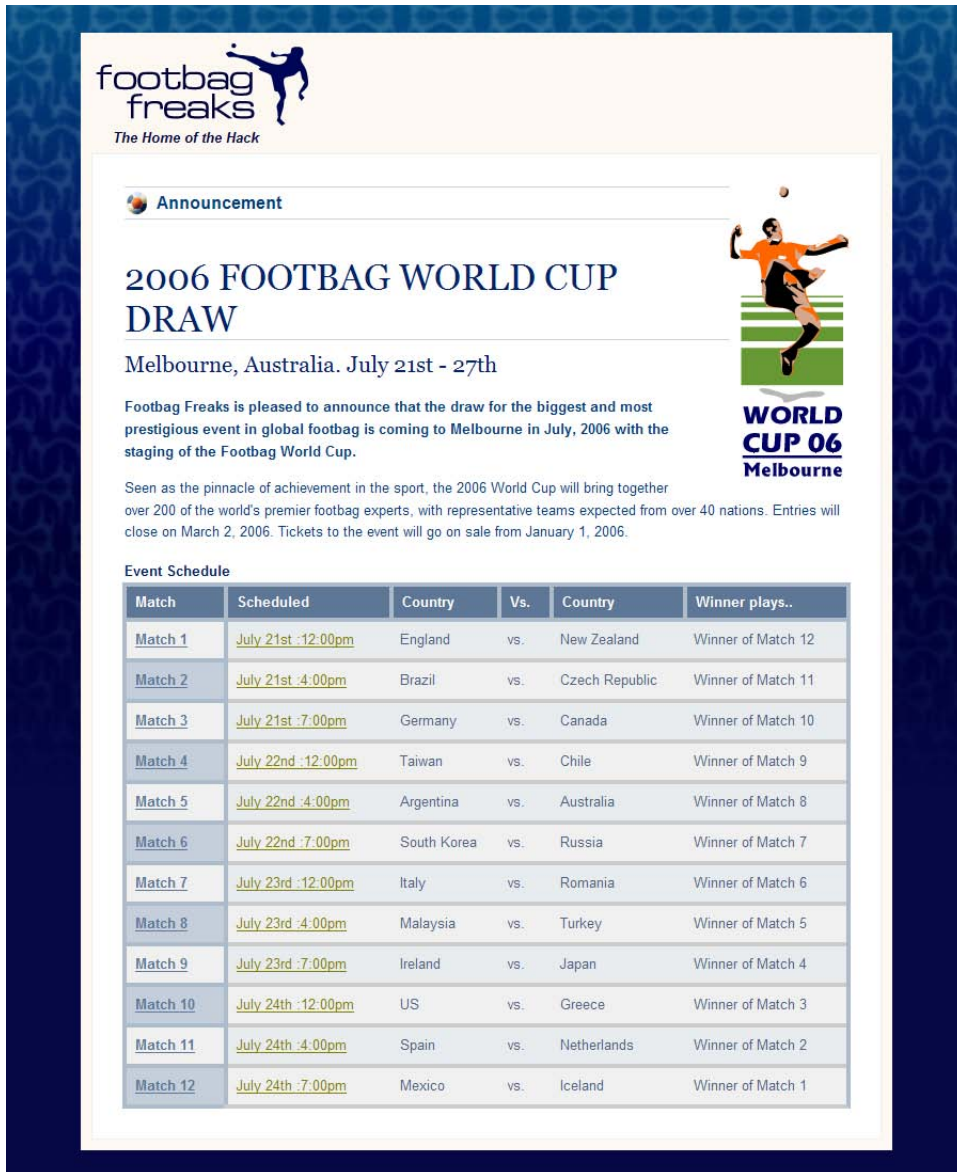 footbag
freaks
The Home of the Hack
Announcement
2006 FOOTBAG WORLD CUP
DRAW
Melbourne, Australia. July 21st - 27th
Footbag Freaks is pleased to announce that the draw for the biggest and most
prestigious event in global footbag is coming to Melbourne in July, 2006 with the
staging of the Footbag World Cup.
WORLD
CUP 06
Melbourne
Seen as the pinnacle of achievement in the sport, the 2006 World Cup will bring together
over 200 of the world's premier footbag experts, with representative teams expected from over 40 nations. Entries will
close on March 2, 2006. Tickets to the event will go on sale from January 1, 2006.
Event Schedule
Match Scheduled Country Vs. Country Winner plays..
Match 1 July 21st :12:00pm England vs. New Zealand Winner of Match 12
Match 2 July 21st :4:00pm Brazil vs. Czech Republic Winner of Match 11
Match 3 July 21st :7:00pm Germany vs. Canada Winner of Match 10
Match 4 July 22nd :12:00pm Taiwan vs. Chile Winner of Match 9
Match 5 July 22nd :4:00pm Argentina vs. Australia Winner of Match 8
Match 6 July 22nd :7:00pm South Korea vs. Russia Winner of Match 7
Match 7 July 23rd :12:00pm Italy vs. Romania Winner of Match 6
Match 8 July 23rd :4:00pm Malaysia vs. Turkey Winner of Match 5
Match 9 July 23rd :7:00pm Ireland vs. Japan Winner of Match 4
Match 10 July 24th :12:00pm US vs. Greece Winner of Match 3
Match 11 July 24th :4:00pm Spain vs. Netherlands Winner of Match 2
Match 12 July 24th :7:00pm Mexico vs. Iceland Winner of Match 1